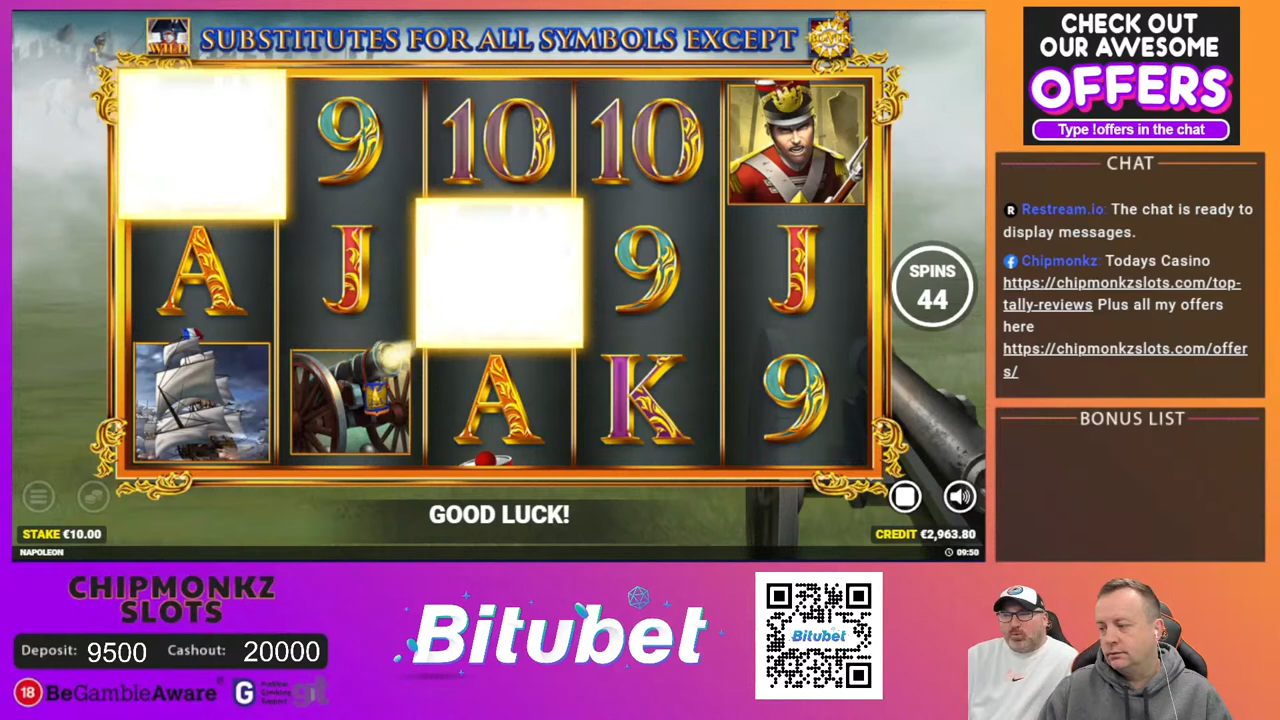 WILD SUBSTITUTES FOR ALL SYMBOLS EXCEPT BONUS
9 10 10
A J 9 J
A K 9
SPINS
44
GOOD LUCK!
STAKE €10.00
CREDIT €2,963.80
NAPOLEON
09:50
CHECK OUT
OUR AWESOME
OFFERS
Type !offers in the chat
CHAT
R Restream.io: The chat is ready to
display messages.
f Chipmonkz: Todays Casino
https://chipmonkzslots.com/top-
tally-reviews Plus all my offers
here
https://chipmonkzslots.com/offer
s/
BONUS LIST
CHIPMONKZ
SLOTS
Deposit: 9500 Cashout: 20000
18 BeGambleAware
G
Bitubet
Bitubet